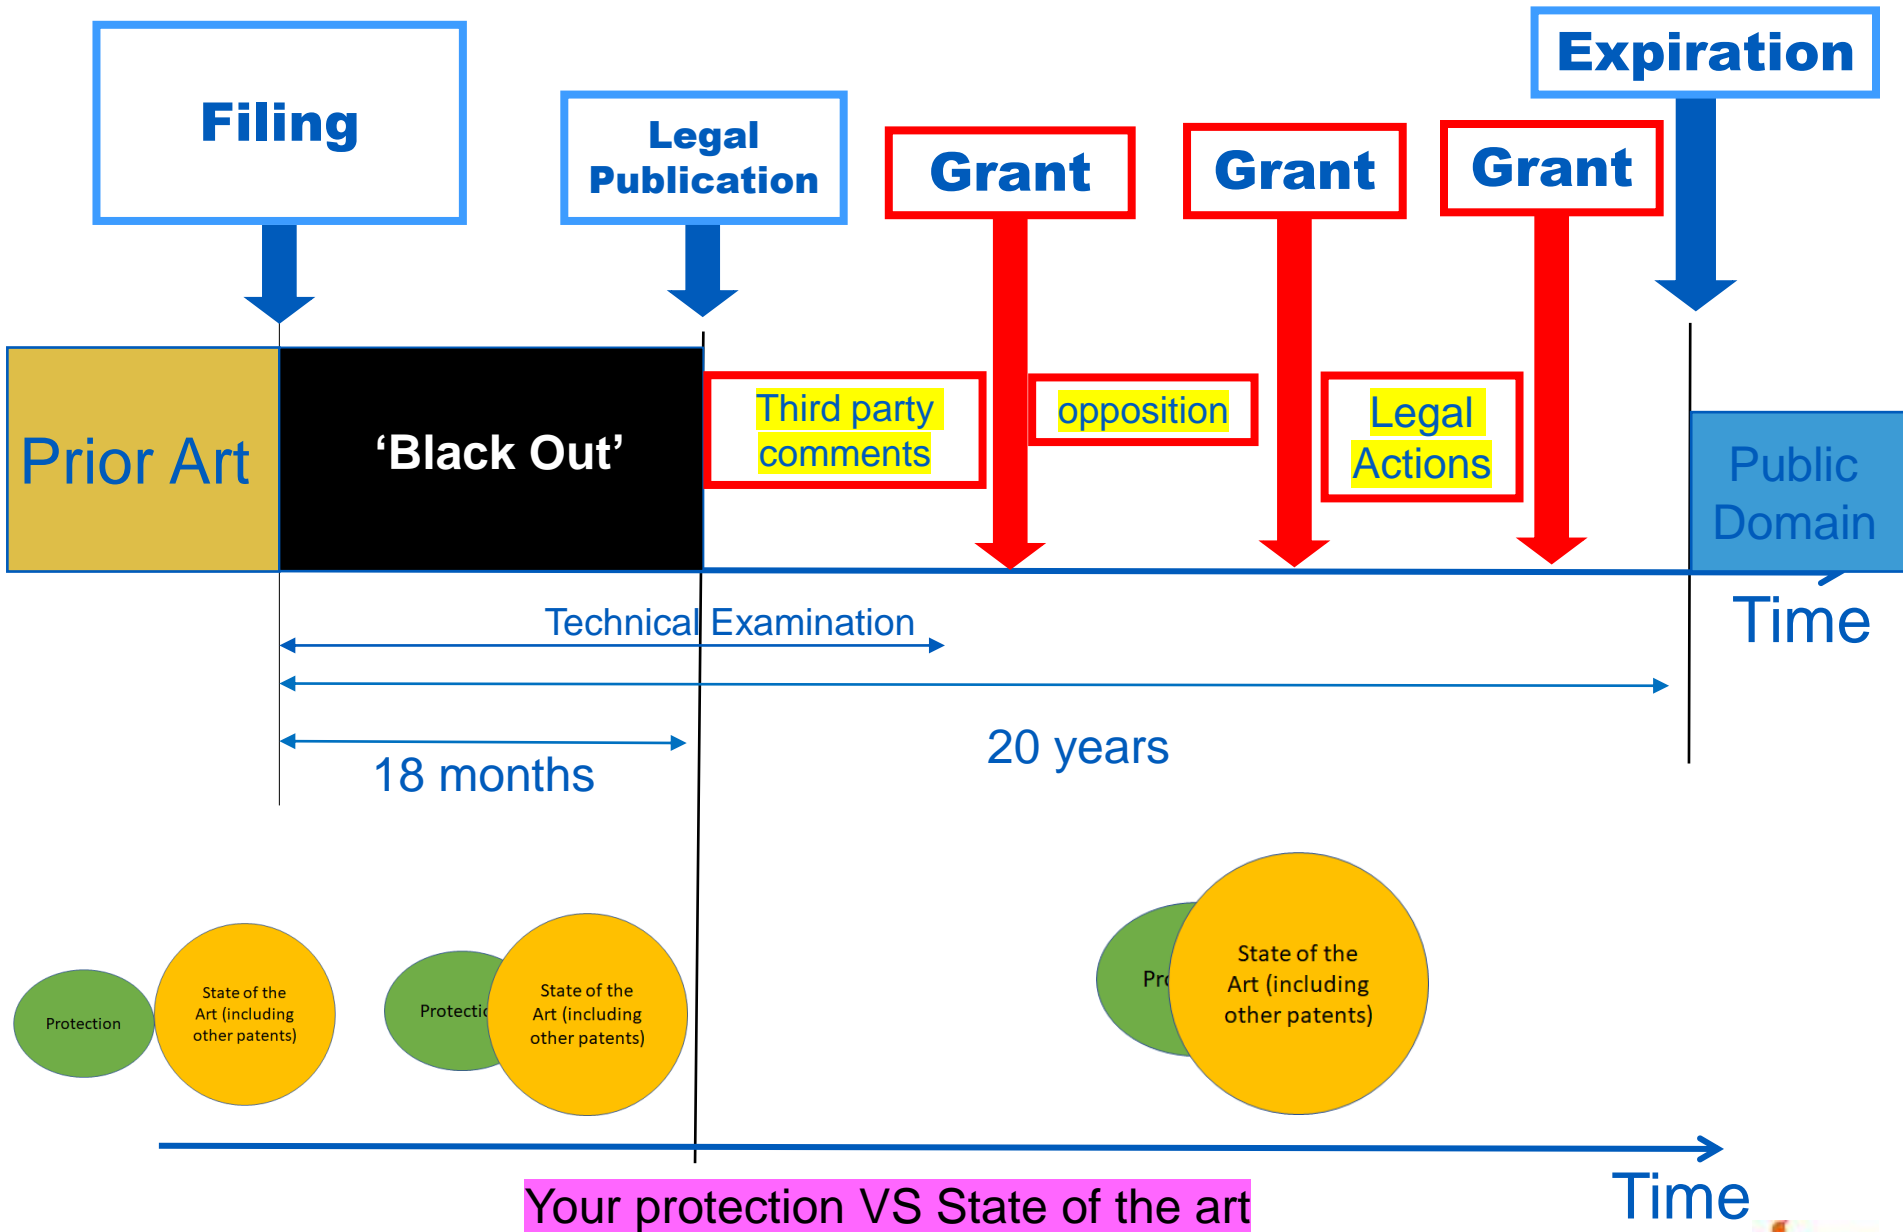 Filing
Legal
Publication
Grant
Grant
Grant
Expiration
Prior Art
‘Black Out’
Third party
comments
opposition
Legal
Actions
Public
Domain
Time
Technical Examination
20 years
18 months
Protection
State of the
Art (including
other patents)
Protectio
State of the
Art (including
other patents)
Pro
State of the
Art (including
other patents)
Time
Your protection VS State of the art